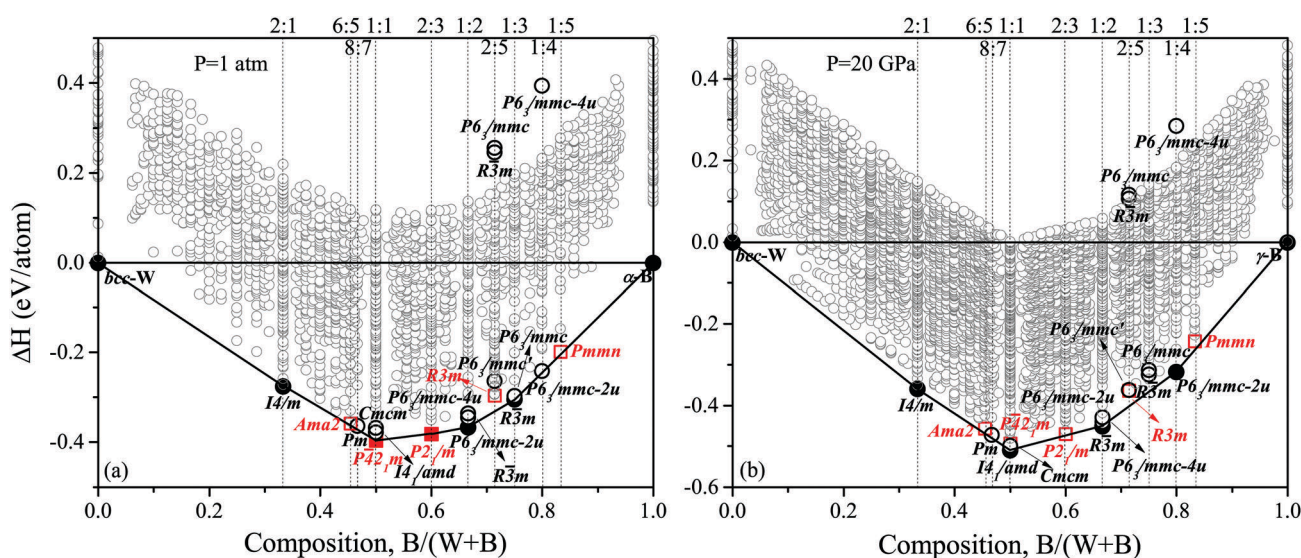 2:1 6:5 1:1 2:3 1:2 1:3 1:5
8:7 2:5 1:4
P=1 atm
ΔH (eV/atom)
0.4
0.2
0.0
-0.2
-0.4
P6₃/mmc-4u
P6₃/mmc
R3̄m
bcc-W
α-B
P6₃/mmc
P6₃/mmc'
Pmmn
R3m
I4/m
P6₃/mmc-4u
P6₃/mmc-2u
Cmcm
R3̄m
Ama2
Pm
P6₃/mmc-2u
P4̄2₁m
P2₁/m
I4₁/amd
R3̄m
(a)
0.0 0.2 0.4 0.6 0.8 1.0
Composition, B/(W+B)
2:1 6:5 1:1 2:3 1:2 1:3 1:5
8:7 2:5 1:4
P=20 GPa
0.4
0.2
0.0
-0.2
-0.4
-0.6
P6₃/mmc-4u
P6₃/mmc
R3̄m
bcc-W
γ-B
P6₃/mmc'
Pmmn
P6₃/mmc
I4/m
P6₃/mmc-2u
R3̄m
P6₃/mmc-2u
Ama2
P4̄2₁m
Pm
P2₁/m
R3̄m
R3m
I4₁/amd
Cmcm
P6₃/mmc-4u
(b)
0.0 0.2 0.4 0.6 0.8 1.0
Composition, B/(W+B)